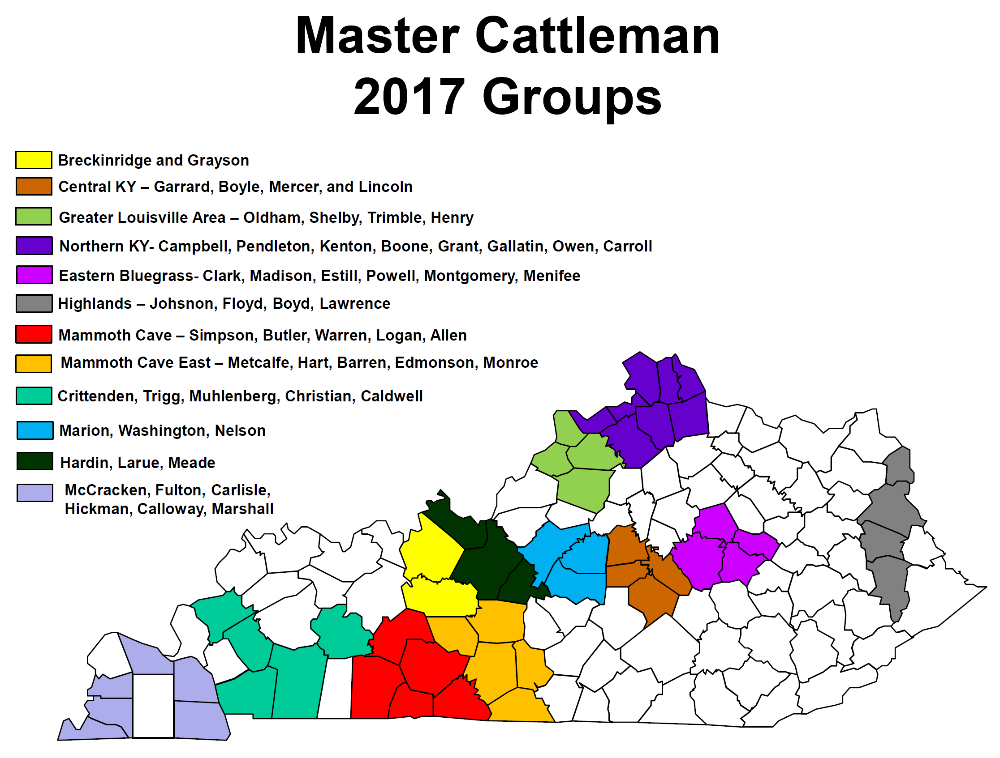 Master Cattleman
2017 Groups
Breckinridge and Grayson
Central KY – Garrard, Boyle, Mercer, and Lincoln
Greater Louisville Area – Oldham, Shelby, Trimble, Henry
Northern KY- Campbell, Pendleton, Kenton, Boone, Grant, Gallatin, Owen, Carroll
Eastern Bluegrass- Clark, Madison, Estill, Powell, Montgomery, Menifee
Highlands – Johsnon, Floyd, Boyd, Lawrence
Mammoth Cave – Simpson, Butler, Warren, Logan, Allen
Mammoth Cave East – Metcalfe, Hart, Barren, Edmonson, Monroe
Crittenden, Trigg, Muhlenberg, Christian, Caldwell
Marion, Washington, Nelson
Hardin, Larue, Meade
McCracken, Fulton, Carlisle,
Hickman, Calloway, Marshall